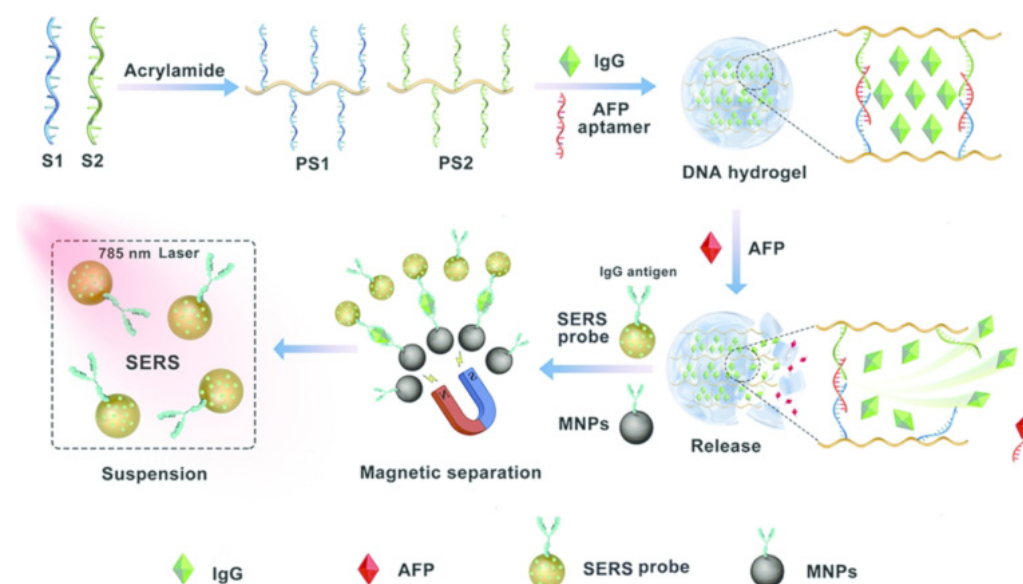 Acrylamide
IgG
AFP
aptamer
S1 S2
PS1
PS2
DNA hydrogel
AFP
785 nm Laser
SERS
Suspension
Magnetic separation
IgG antigen
SERS
probe
MNPs
Release
IgG
AFP
SERS probe
MNPs